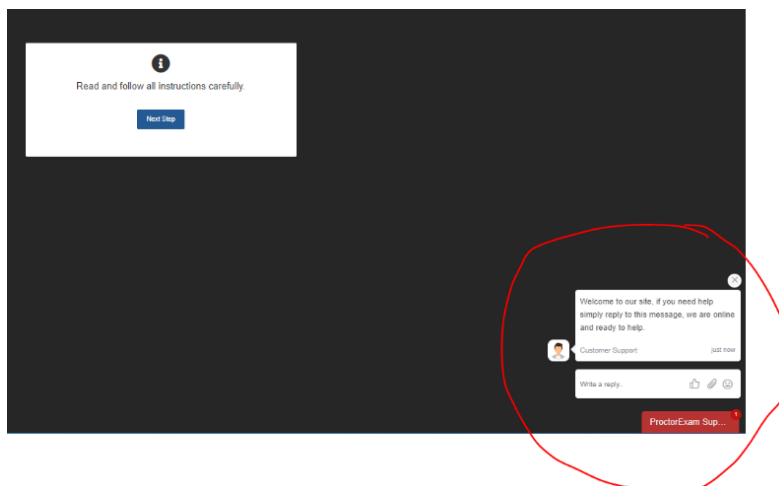 Read and follow all instructions carefully.
Next Step
Welcome to our site, if you need help
simply reply to this message, we are online
and ready to help.
Customer Support
just now
Write a reply..
ProctorExam Sup...
1